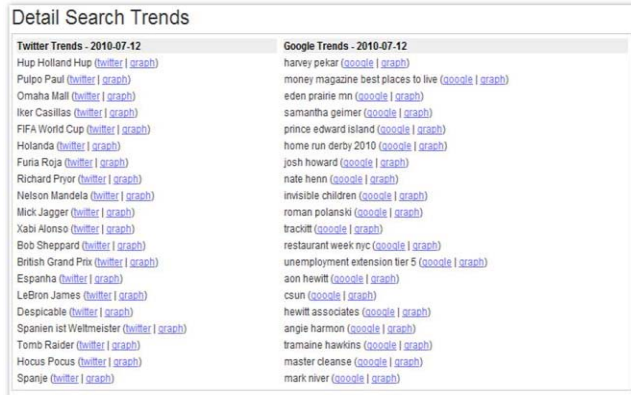 Detail Search Trends
Twitter Trends - 2010-07-12 Google Trends - 2010-07-12
Hup Holland Hup (twitter | graph) harvey pekar (google | graph)
Pulpo Paul (twitter | graph) money magazine best places to live (google | graph)
Omaha Mall (twitter | graph) eden prairie mn (google | graph)
Iker Casillas (twitter | graph) samantha geimer (google | graph)
FIFA World Cup (twitter | graph) prince edward island (google | graph)
Holanda (twitter | graph) home run derby 2010 (google | graph)
Furia Roja (twitter | graph) josh howard (google | graph)
Richard Pryor (twitter | graph) nate henn (google | graph)
Nelson Mandela (twitter | graph) invisible children (google | graph)
Mick Jagger (twitter | graph) roman polanski (google | graph)
Xabi Alonso (twitter | graph) trackitt (google | graph)
Bob Sheppard (twitter | graph) restaurant week nyc (google | graph)
British Grand Prix (twitter | graph) unemployment extension tier 5 (google | graph)
Espanha (twitter | graph) aon hewitt (google | graph)
LeBron James (twitter | graph) csun (google | graph)
Despicable (twitter | graph) hewitt associates (google | graph)
Spanien ist Weltmeister (twitter | graph) angie harmon (google | graph)
Tomb Raider (twitter | graph) tramaine hawkins (google | graph)
Hocus Pocus (twitter | graph) master cleanse (google | graph)
Spanje (twitter | graph) mark niver (google | graph)